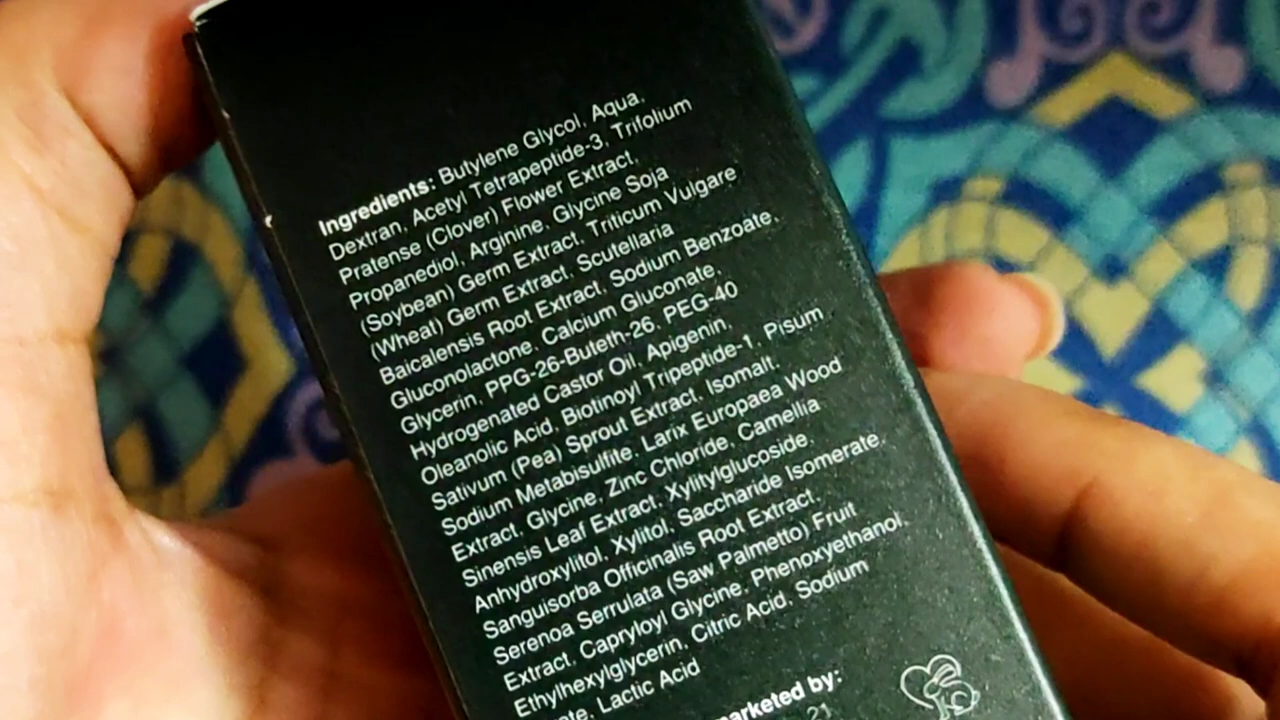 Ingredients: Butylene Glycol, Aqua,
Dextran, Acetyl Tetrapeptide-3, Trifolium
Pratense (Clover) Flower Extract,
Propanediol, Arginine, Glycine Soja
(Soybean) Germ Extract, Triticum Vulgare
(Wheat) Germ Extract, Scutellaria
Baicalensis Root Extract, Sodium Benzoate,
Gluconolactone, Calcium Gluconate,
Glycerin, PPG-26-Buteth-26, PEG-40
Hydrogenated Castor Oil, Apigenin,
Oleanolic Acid, Biotinoyl Tripeptide-1, Pisum
Sativum (Pea) Sprout Extract, Isomalt,
Sodium Metabisulfite, Larix Europaea Wood
Extract, Glycine, Zinc Chloride, Camellia
Sinensis Leaf Extract, Xylitylglucoside,
Anhydroxylitol, Xylitol, Saccharide Isomerate,
Sanguisorba Officinalis Root Extract,
Serenoa Serrulata (Saw Palmetto) Fruit
Extract, Capryloyl Glycine, Phenoxyethanol,
Ethylhexylglycerin, Citric Acid, Sodium
Lactic Acid
marketed by:
21